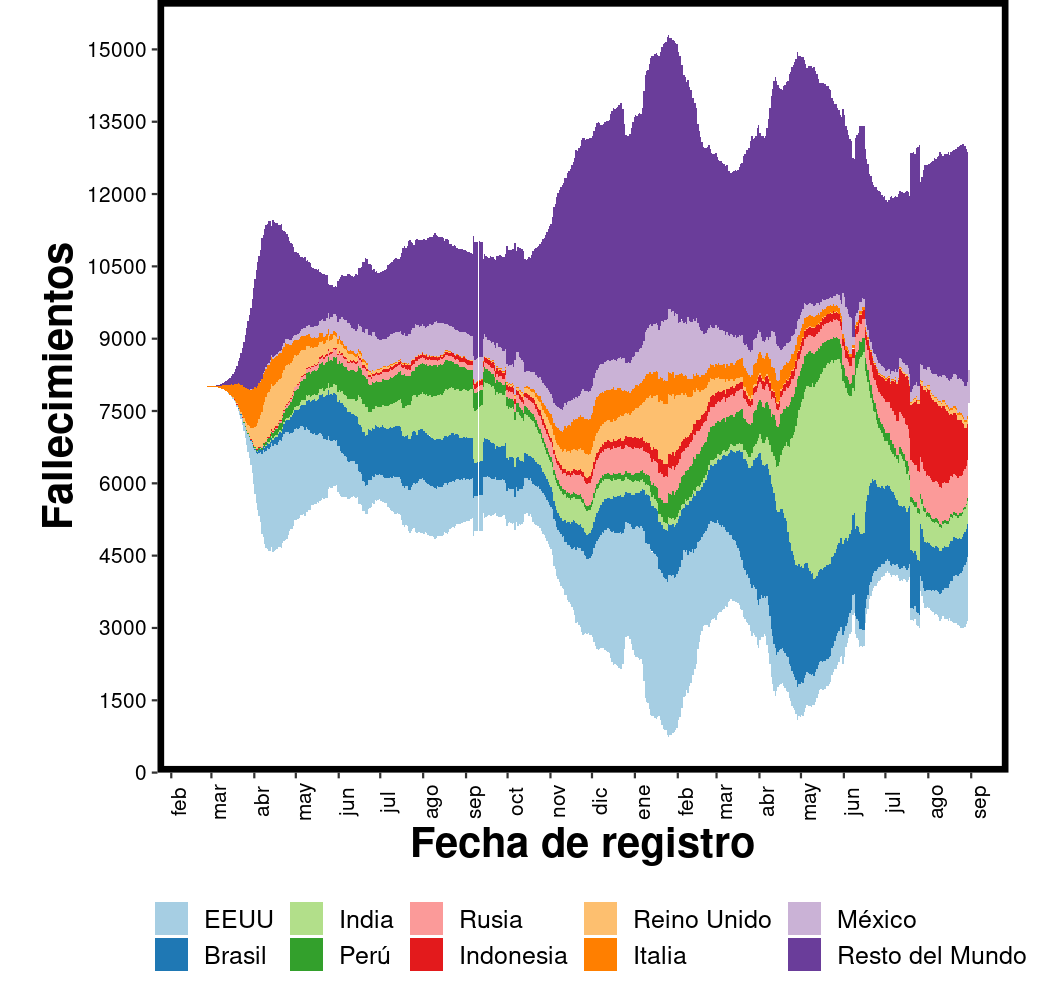 15000
13500
12000
10500
9000
7500
6000
4500
3000
1500
0
Fallecimientos
feb mar abr may jun jul ago sep oct nov dic ene feb mar abr may jun jul ago sep
Fecha de registro
EEUU India Rusia Reino Unido México
Brasil Perú Indonesia Italia Resto del Mundo